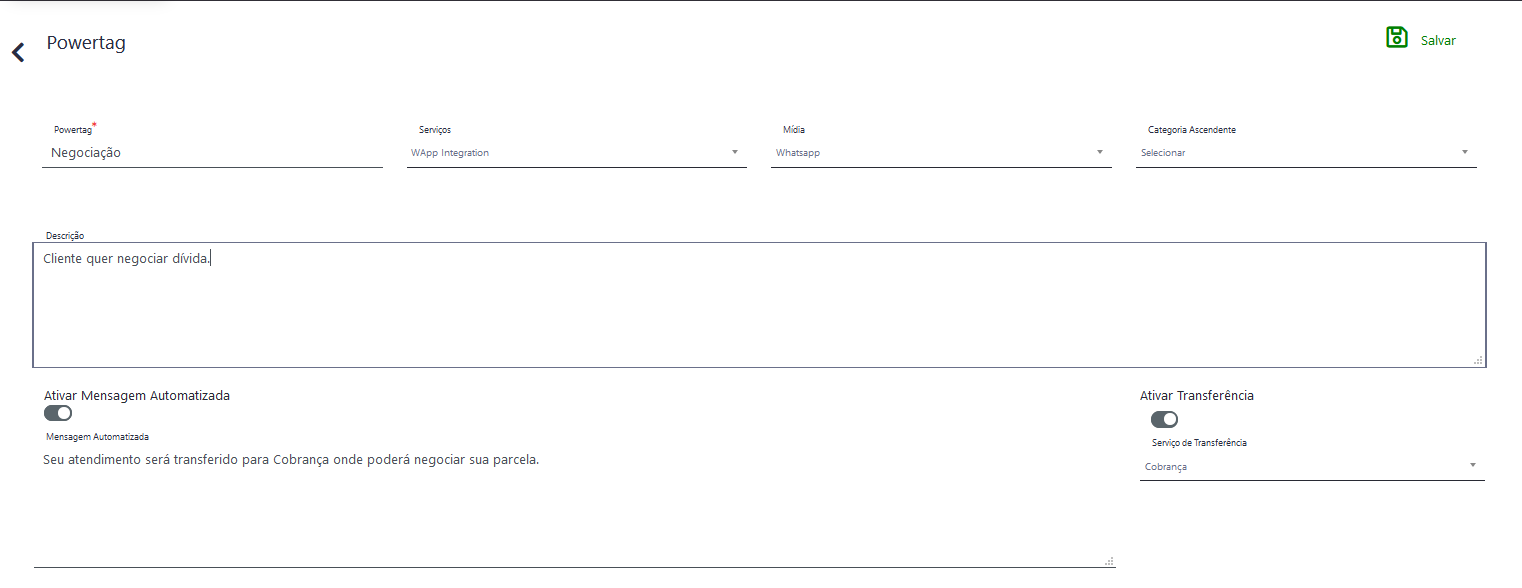 Powertag
Salvar
Powertag*
Serviços
Mídia
Categoria Ascendente
Negociação
WApp Integration
Whatsapp
Selecionar
Descrição
Cliente quer negociar dívida.
Ativar Mensagem Automatizada
Ativar Transferência
Mensagem Automatizada
Serviço de Transferência
Seu atendimento será transferido para Cobrança onde poderá negociar sua parcela.
Cobrança